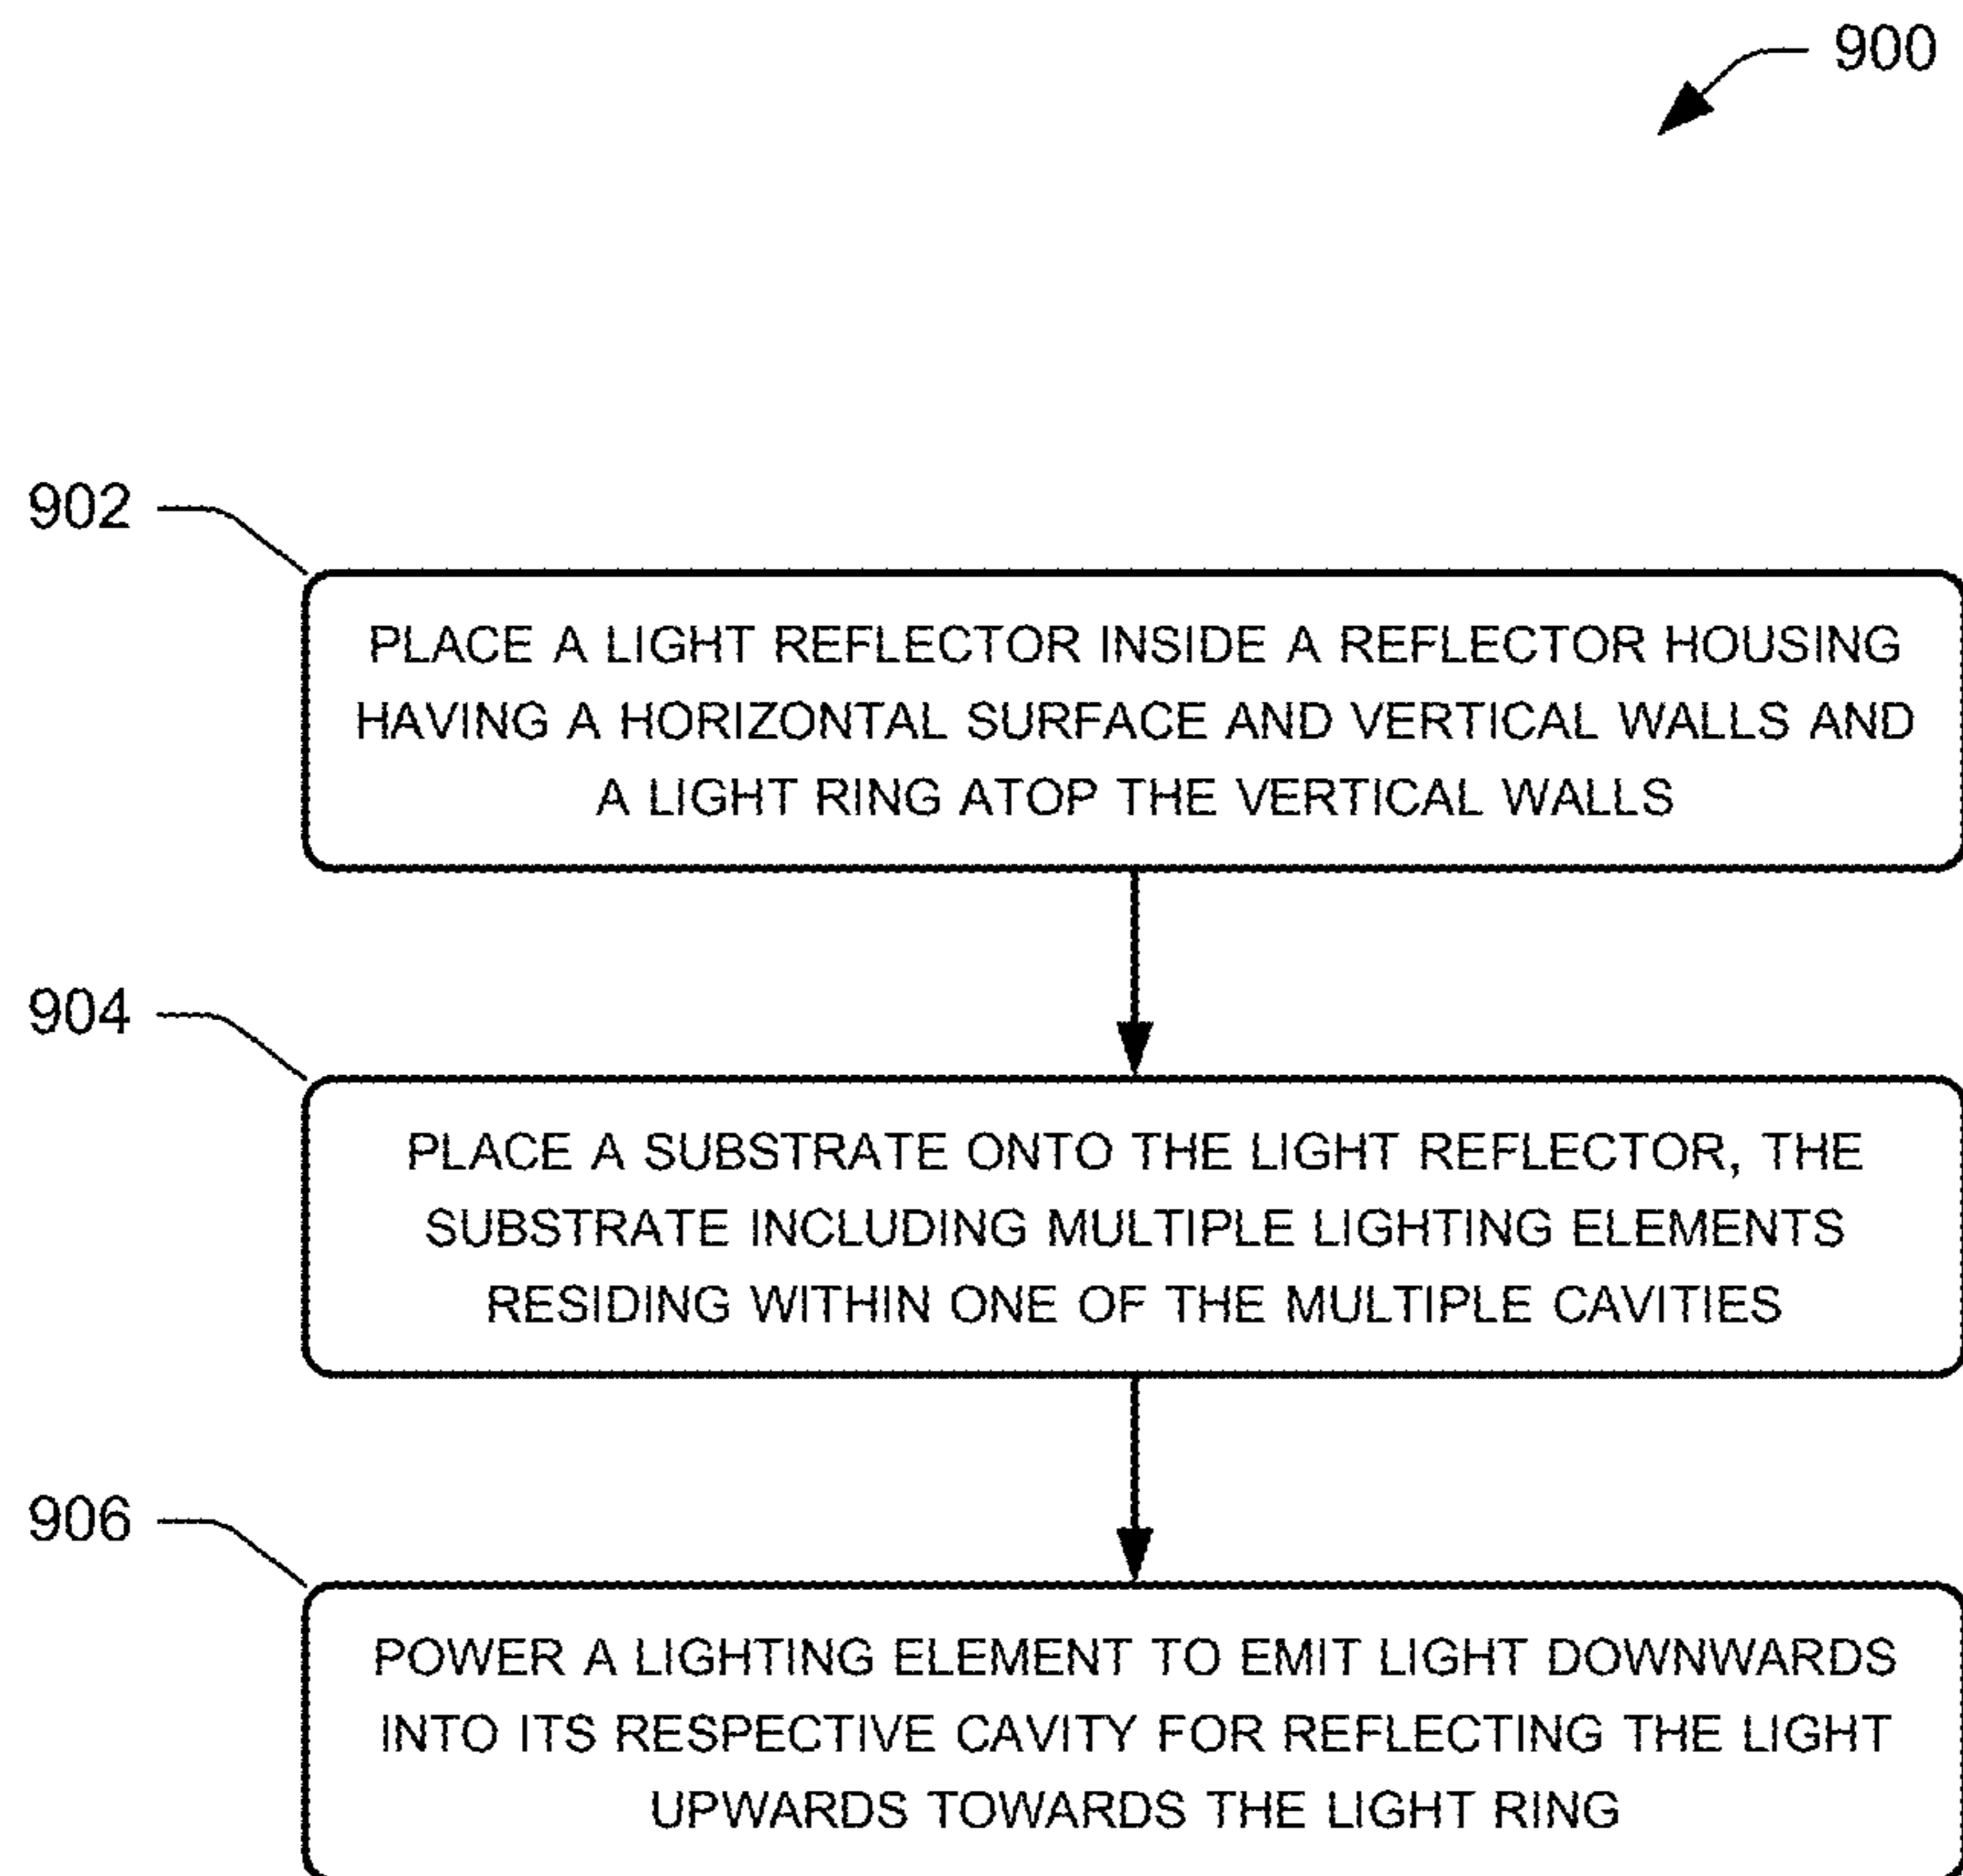 900
902
PLACE A LIGHT REFLECTOR INSIDE A REFLECTOR HOUSING
HAVING A HORIZONTAL SURFACE AND VERTICAL WALLS AND
A LIGHT RING ATOP THE VERTICAL WALLS
904
PLACE A SUBSTRATE ONTO THE LIGHT REFLECTOR, THE
SUBSTRATE INCLUDING MULTIPLE LIGHTING ELEMENTS
RESIDING WITHIN ONE OF THE MULTIPLE CAVITIES
906
POWER A LIGHTING ELEMENT TO EMIT LIGHT DOWNWARDS
INTO ITS RESPECTIVE CAVITY FOR REFLECTING THE LIGHT
UPWARDS TOWARDS THE LIGHT RING